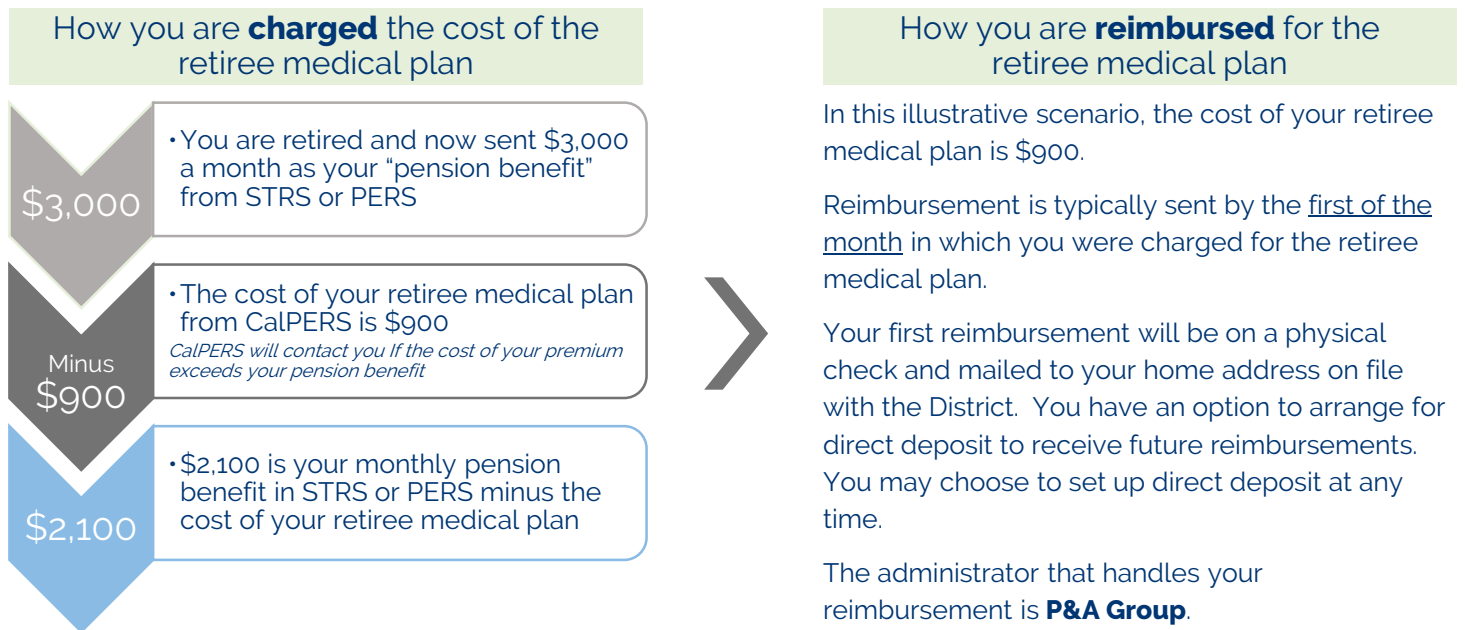 How you are charged the cost of the
retiree medical plan
$3,000
•You are retired and now sent $3,000
a month as your “pension benefit”
from STRS or PERS
Minus
$900
•The cost of your retiree medical plan
from CalPERS is $900
CalPERS will contact you If the cost of your premium
exceeds your pension benefit
$2,100
•$2,100 is your monthly pension
benefit in STRS or PERS minus the
cost of your retiree medical plan
How you are reimbursed for the
retiree medical plan
In this illustrative scenario, the cost of your retiree
medical plan is $900.
Reimbursement is typically sent by the first of the
month in which you were charged for the retiree
medical plan.
Your first reimbursement will be on a physical
check and mailed to your home address on file
with the District.  You have an option to arrange for
direct deposit to receive future reimbursements.
You may choose to set up direct deposit at any
time.
The administrator that handles your
reimbursement is P&A Group.